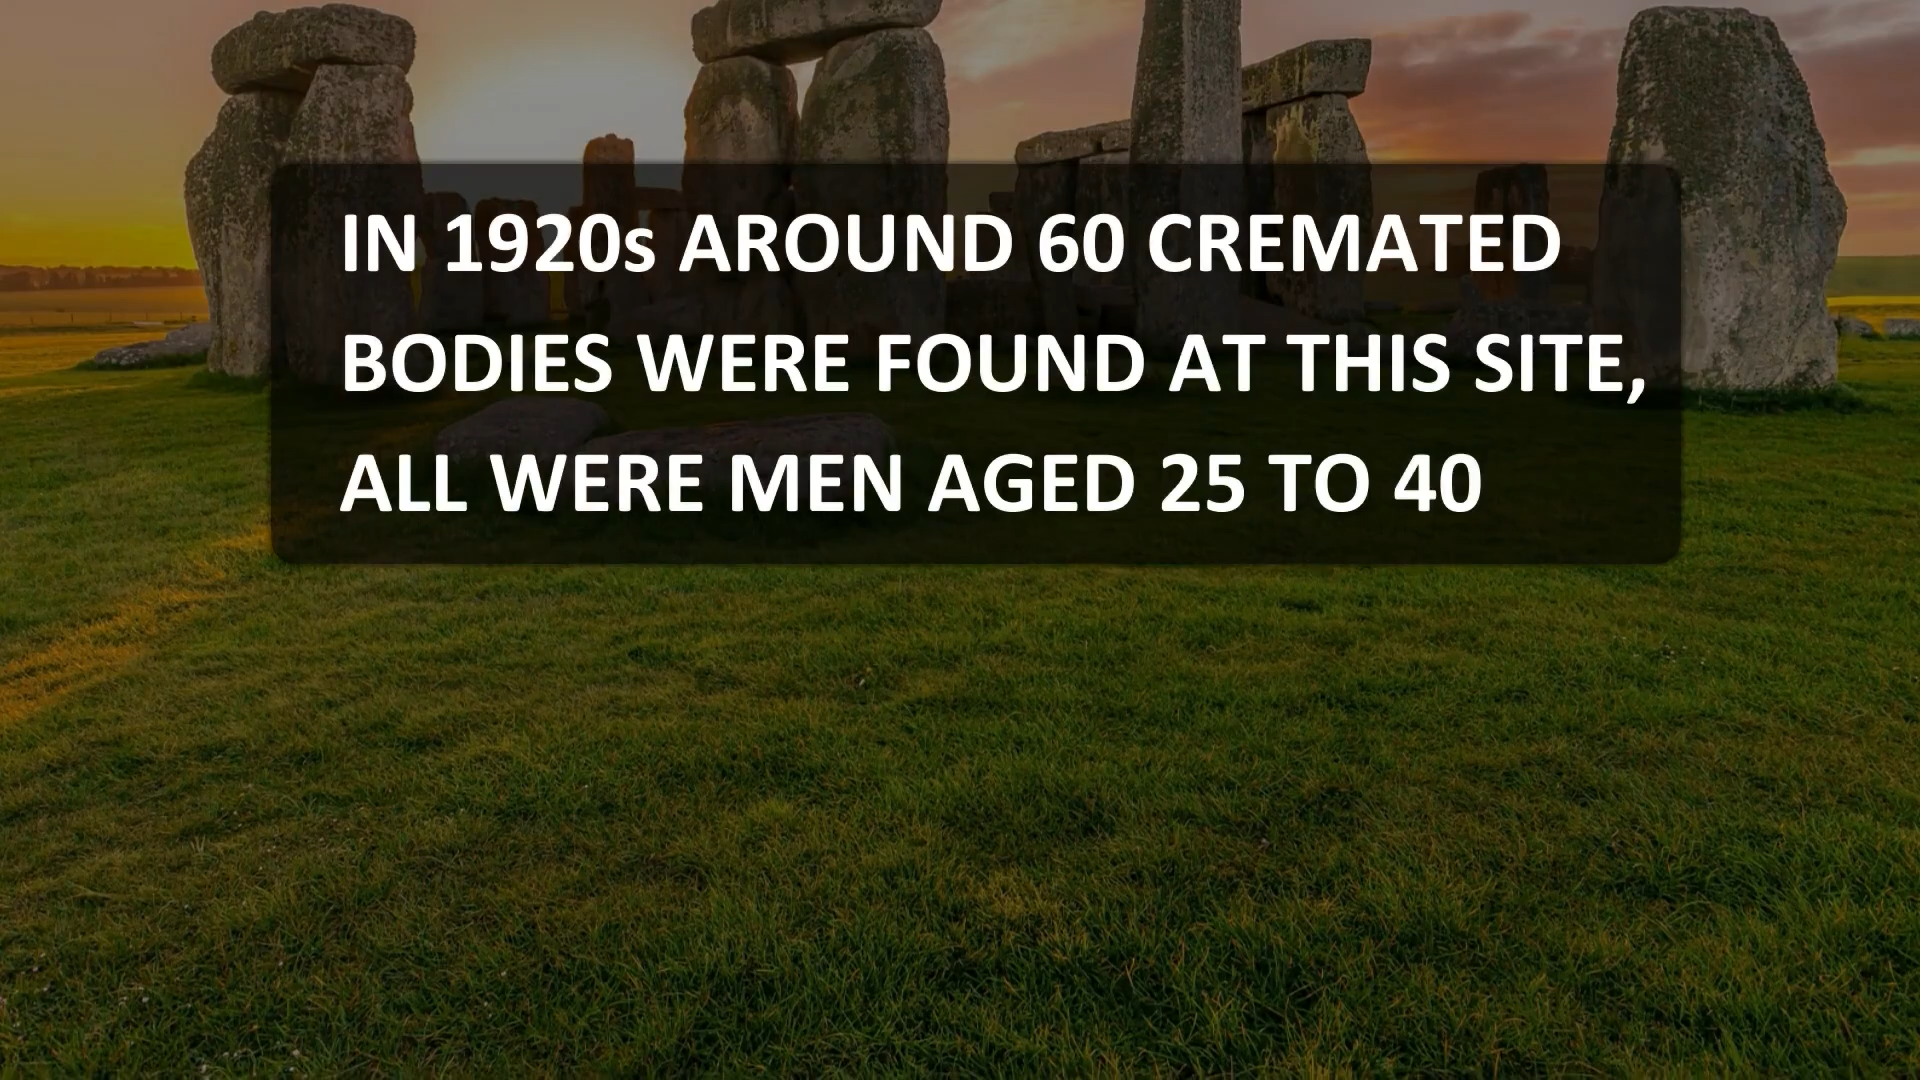 IN 1920s AROUND 60 CREMATED
BODIES WERE FOUND AT THIS SITE,
ALL WERE MEN AGED 25 TO 40